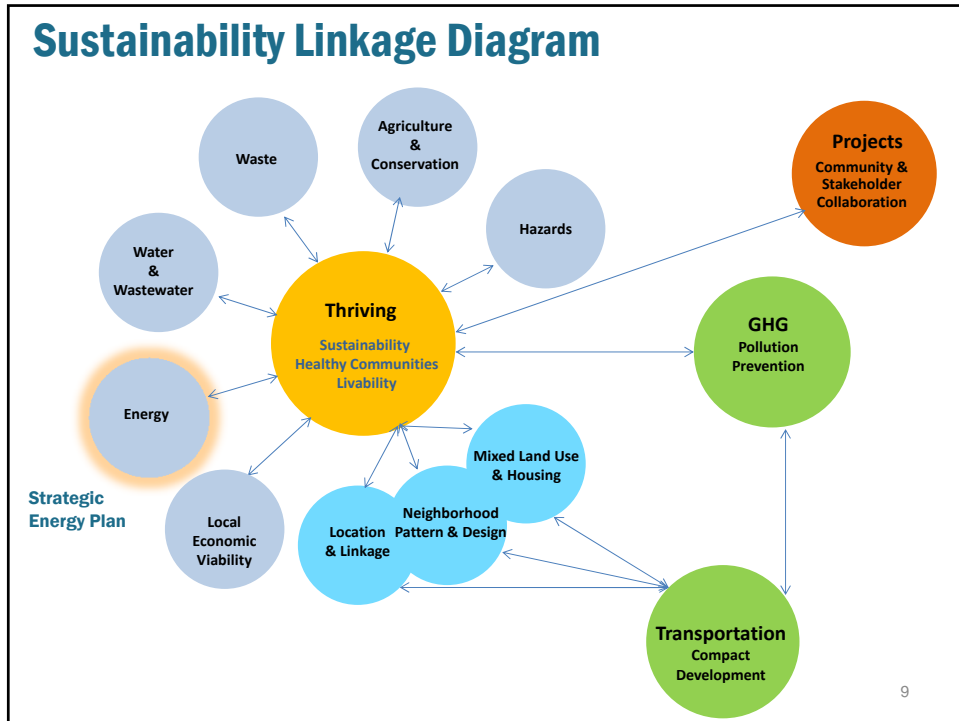 Sustainability Linkage Diagram
Agriculture
&
Conservation
Waste
Projects
Community &
Stakeholder
Collaboration
Hazards
Water
&
Wastewater
Thriving
Sustainability
Healthy Communities
Livability
GHG
Pollution
Prevention
Energy
Strategic
Energy Plan
Mixed Land Use
& Housing
Neighborhood
Pattern & Design
Location
& Linkage
Local
Economic
Viability
Transportation
Compact
Development
9